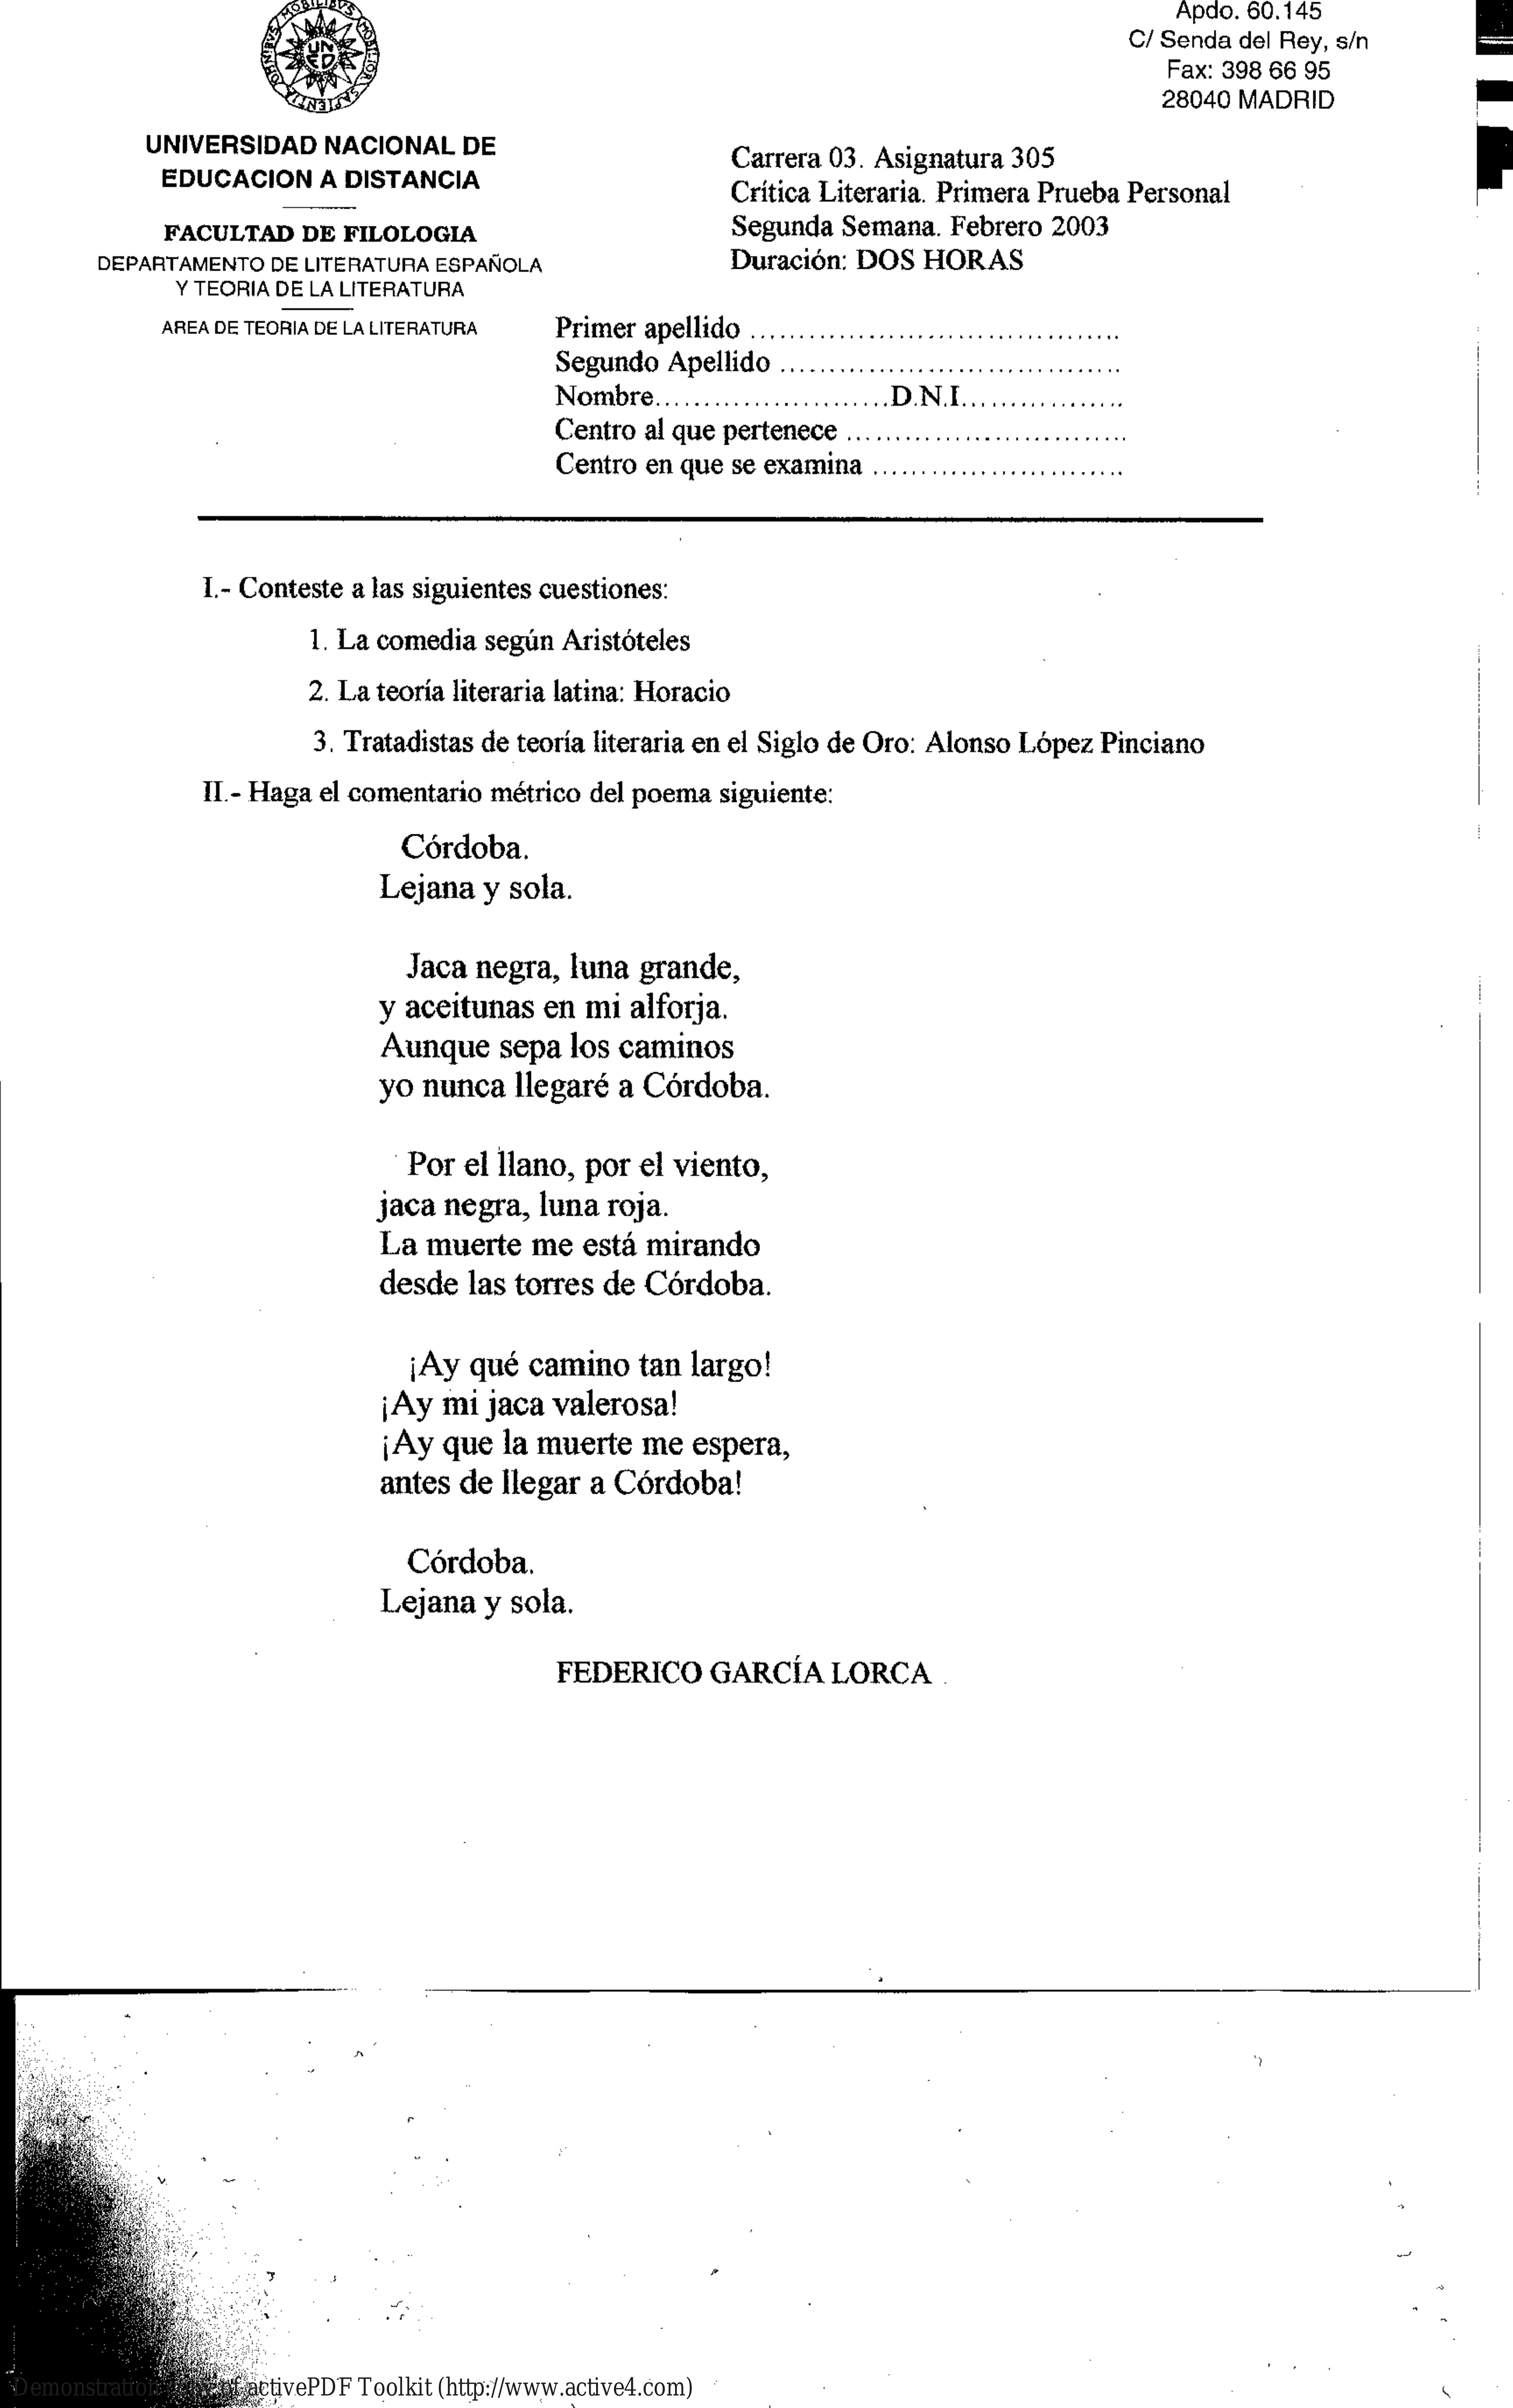 UN
ED
Apdo. 60.145
C/ Senda del Rey, s/n
Fax: 398 66 95
28040 MADRID
UNIVERSIDAD NACIONAL DE
EDUCACION A DISTANCIA
FACULTAD DE FILOLOGIA
DEPARTAMENTO DE LITERATURA ESPAÑOLA
Y TEORIA DE LA LITERATURA
AREA DE TEORIA DE LA LITERATURA
Carrera 03. Asignatura 305
Crítica Literaria. Primera Prueba Personal
Segunda Semana. Febrero 2003
Duración: DOS HORAS
Primer apellido ......................................
Segundo Apellido ...................................
Nombre........................D.N.I.................
Centro al que pertenece .............................
Centro en que se examina ..........................
I.- Conteste a las siguientes cuestiones:
1. La comedia según Aristóteles
2. La teoría literaria latina: Horacio
3. Tratadistas de teoría literaria en el Siglo de Oro: Alonso López Pinciano
II.- Haga el comentario métrico del poema siguiente:
Córdoba.
Lejana y sola.
Jaca negra, luna grande,
y aceitunas en mi alforja.
Aunque sepa los caminos
yo nunca llegaré a Córdoba.
Por el llano, por el viento,
jaca negra, luna roja.
La muerte me está mirando
desde las torres de Córdoba.
¡Ay qué camino tan largo!
¡Ay mi jaca valerosa!
¡Ay que la muerte me espera,
antes de llegar a Córdoba!
Córdoba.
Lejana y sola.
FEDERICO GARCÍA LORCA
of activePDF Toolkit (http://www.active4.com)